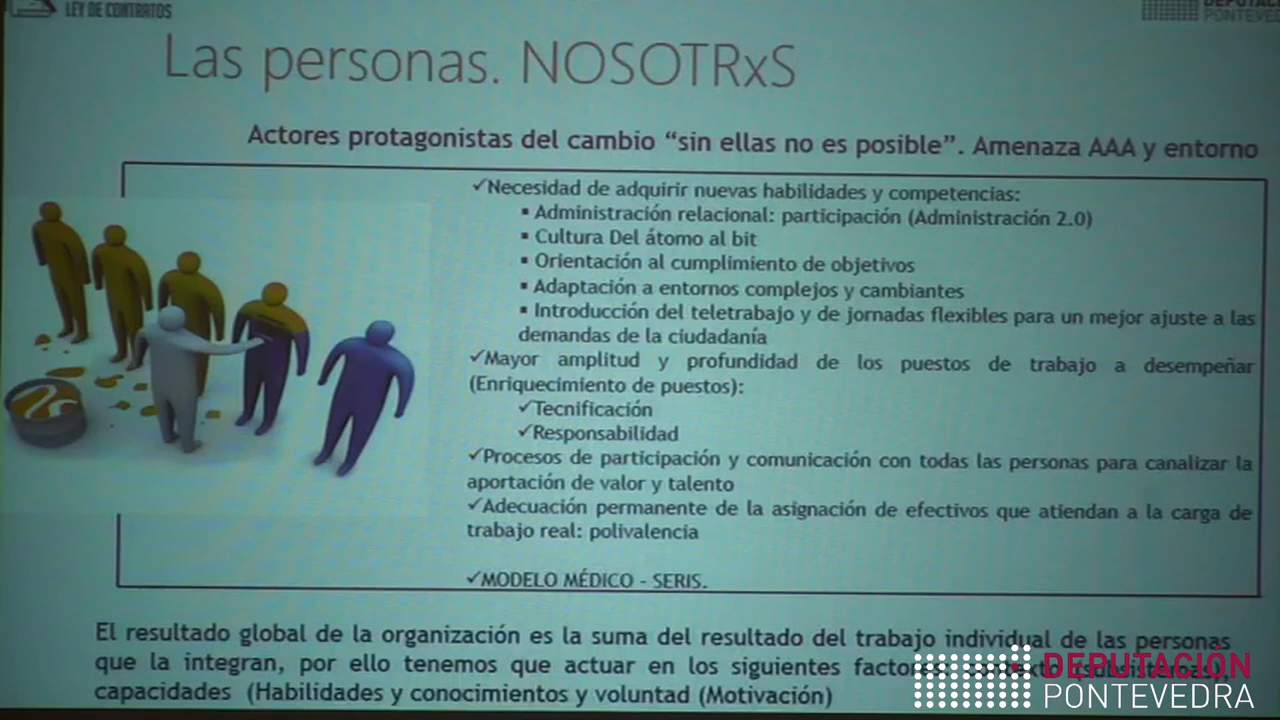 LEY DE CONTRATOS
PONTEVED
Las personas. NOSOTRxS
Actores protagonistas del cambio “sin ellas no es posible”. Amenaza AAA y entorno
✓Necesidad de adquirir nuevas habilidades y competencias:
▪ Administración relacional: participación (Administración 2.0)
▪ Cultura Del átomo al bit
▪ Orientación al cumplimiento de objetivos
▪ Adaptación a entornos complejos y cambiantes
▪ Introducción del teletrabajo y de jornadas flexibles para un mejor ajuste a las
demandas de la ciudadanía
✓Mayor amplitud y profundidad de los puestos de trabajo a desempeñar
(Enriquecimiento de puestos):
✓Tecnificación
✓Responsabilidad
✓Procesos de participación y comunicación con todas las personas para canalizar la
aportación de valor y talento
✓Adecuación permanente de la asignación de efectivos que atiendan a la carga de
trabajo real: polivalencia
✓MODELO MÉDICO - SERIS.
El resultado global de la organización es la suma del resultado del trabajo individual de las personas
que la integran, por ello tenemos que actuar en los siguientes
capacidades (Habilidades y conocimientos y voluntad (Motivación)
DEPUTACIÓN
PONTEVEDRA